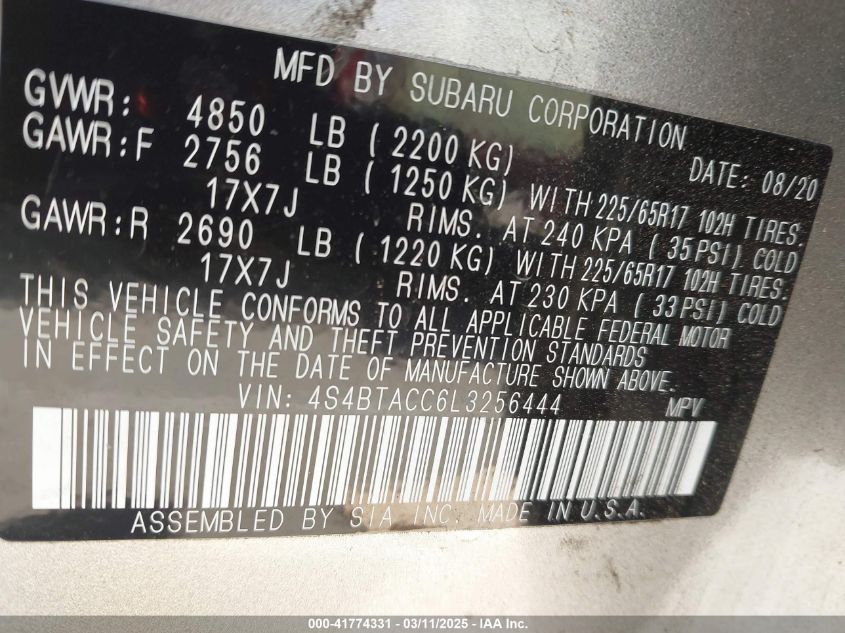 MFD BY SUBARU CORPORATION
GVWR: 4850 LB ( 2200 KG) DATE: 08/20
GAWR:F 2756 LB ( 1250 KG) WITH 225/65R17 102H TIRES.
17X7J RIMS. AT 240 KPA ( 35PSI) COLD
GAWR:R 2690 LB ( 1220 KG) WITH 225/65R17 102H TIRES.
17X7J RIMS. AT 230 KPA ( 33PSI) COLD
THIS VEHICLE CONFORMS TO ALL APPLICABLE FEDERAL MOTOR
VEHICLE SAFETY AND THEFT PREVENTION STANDARDS
IN EFFECT ON THE DATE OF MANUFACTURE SHOWN ABOVE.
VIN: 4S4BTACC6L3256444 MPV
ASSEMBLED BY SIA INC. MADE IN U.S.A.
000-41774331 - 03/11/2025 - IAA Inc.